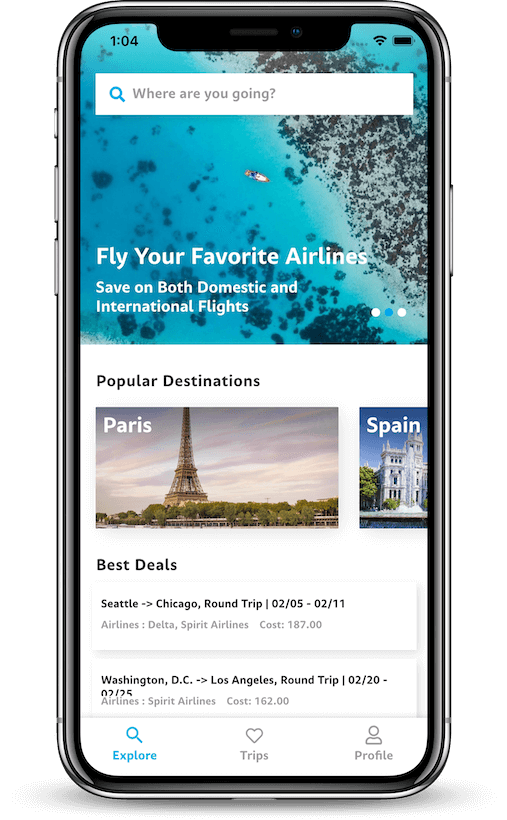 1:04
Where are you going?
Fly Your Favorite Airlines
Save on Both Domestic and
International Flights
Popular Destinations
Paris
Spain
Best Deals
Seattle -> Chicago, Round Trip | 02/05 - 02/11
Airlines : Delta, Spirit Airlines Cost: 187.00
Washington, D.C. -> Los Angeles, Round Trip | 02/20 -
02/25
Airlines : Spirit Airlines Cost: 162.00
Explore
Trips
Profile